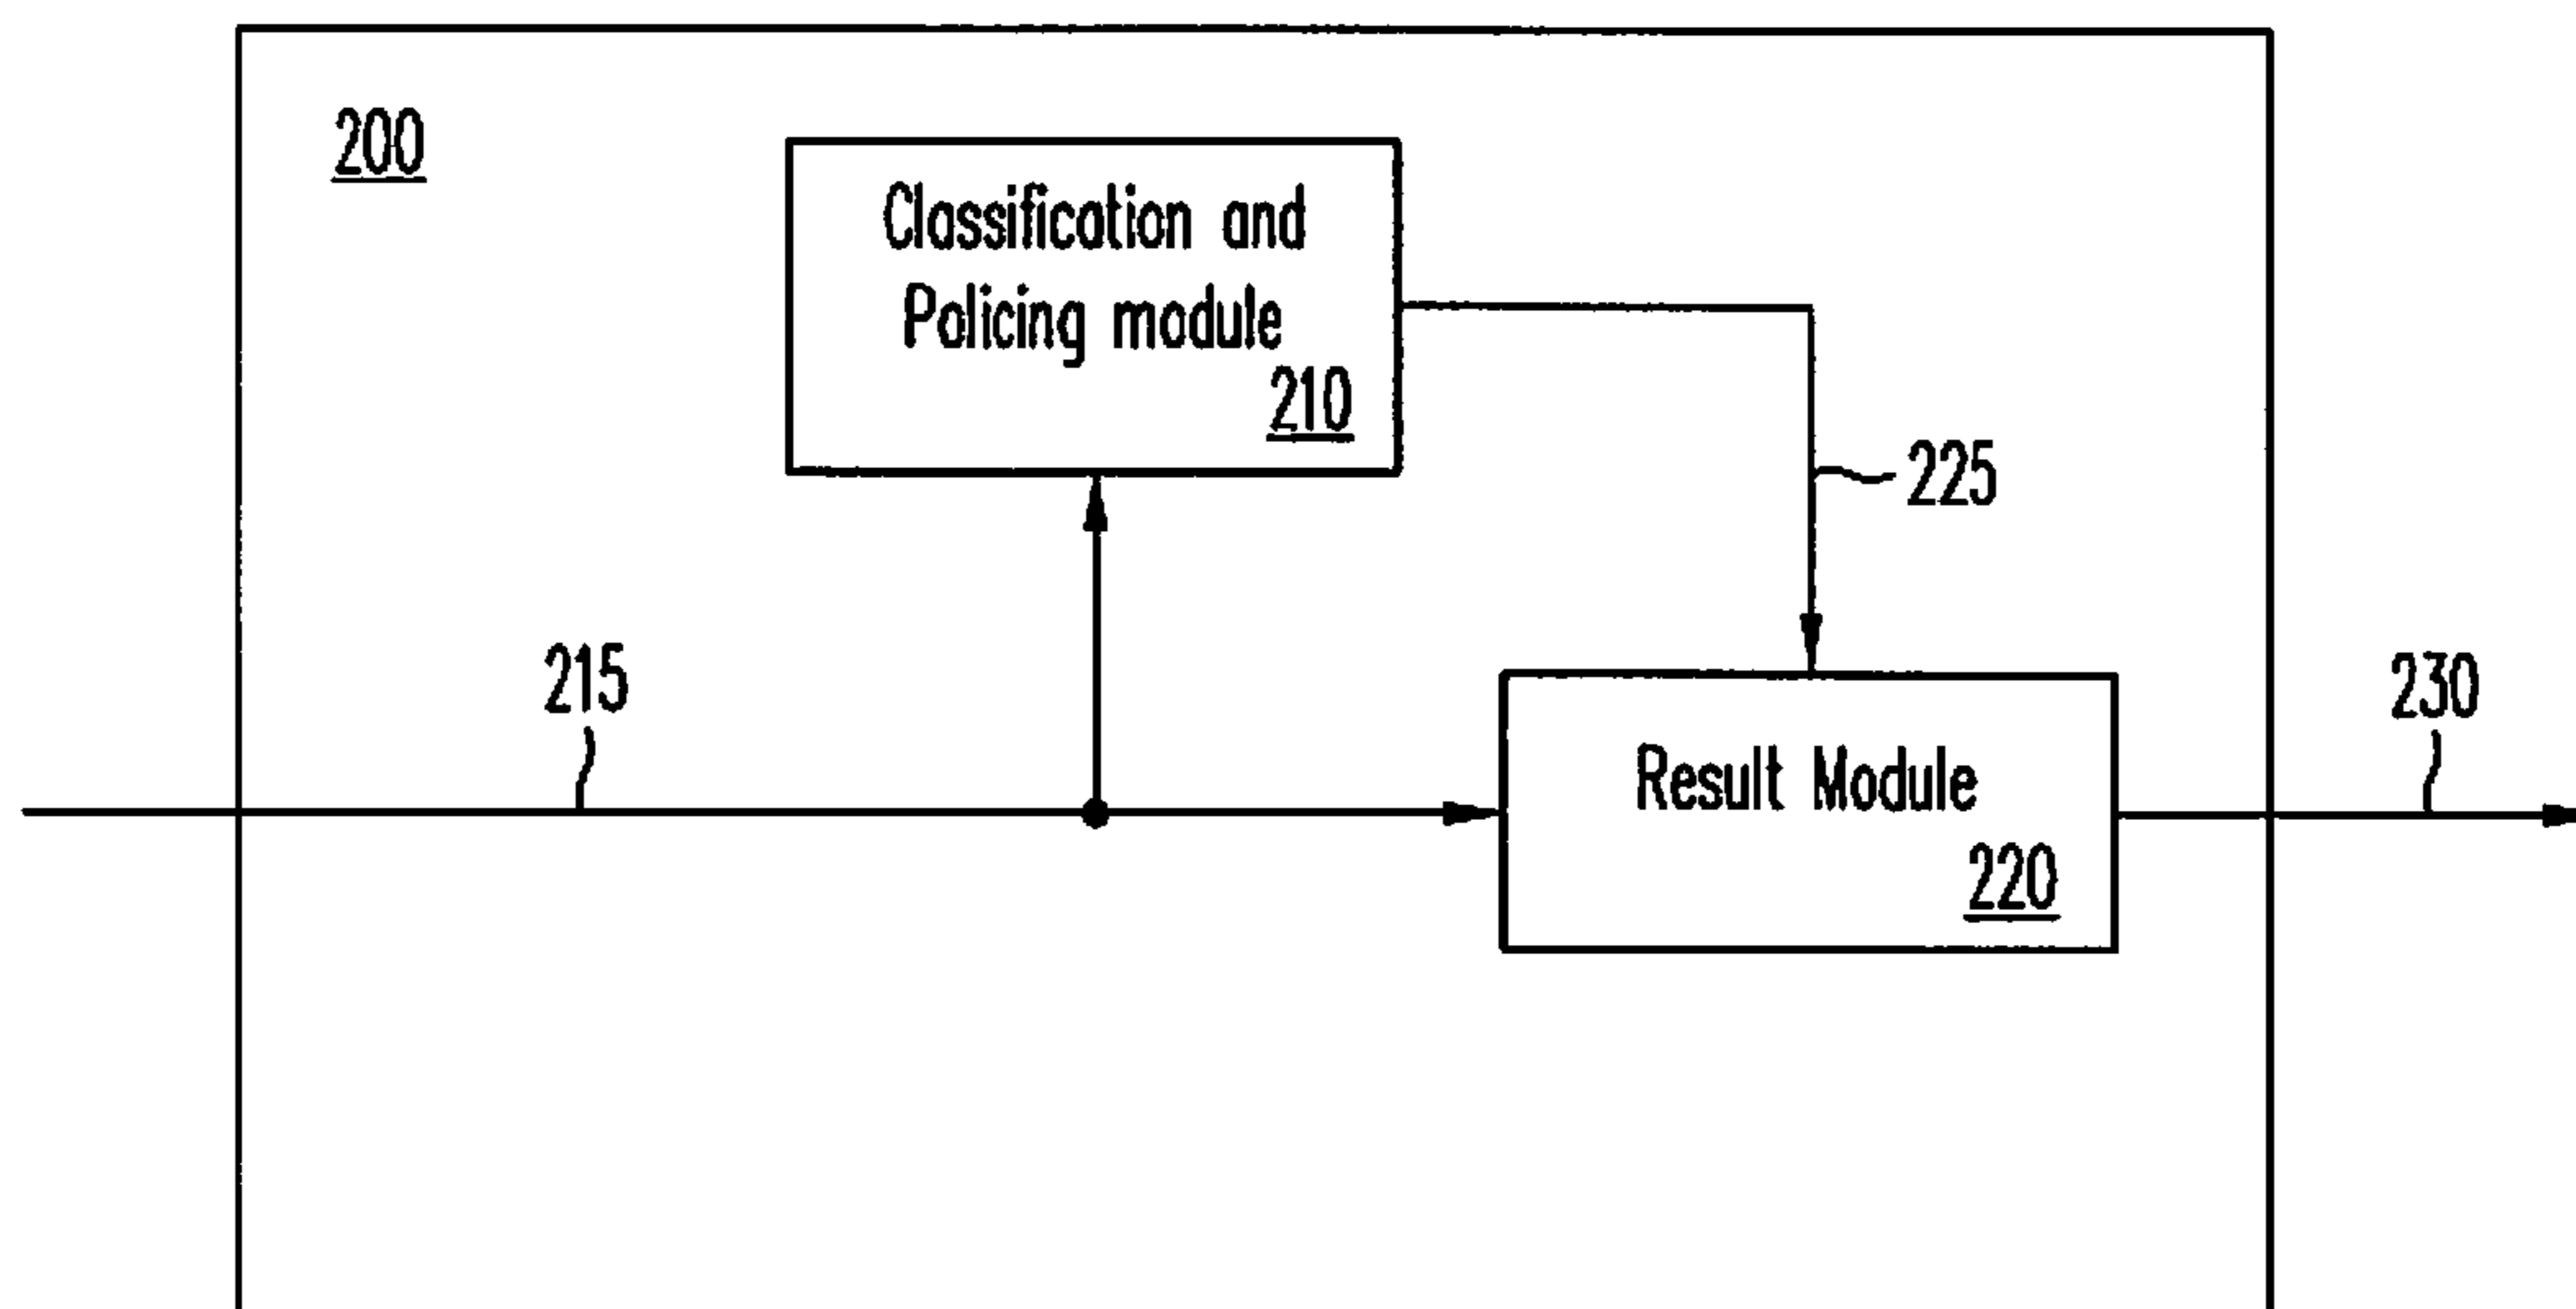 200
Classification and
Policing module
210
225
215
230
Result Module
220